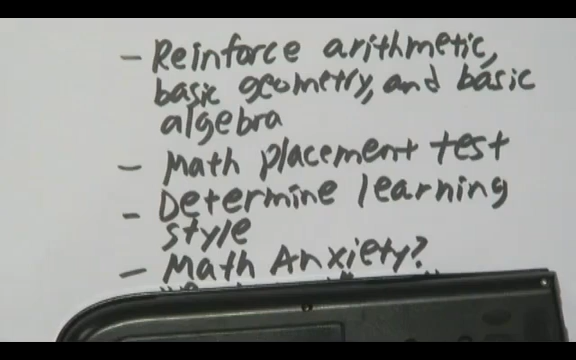 - Reinforce arithmetic,
basic geometry, and basic
algebra
- Math placement test
- Determine learning
style
- Math Anxiety?